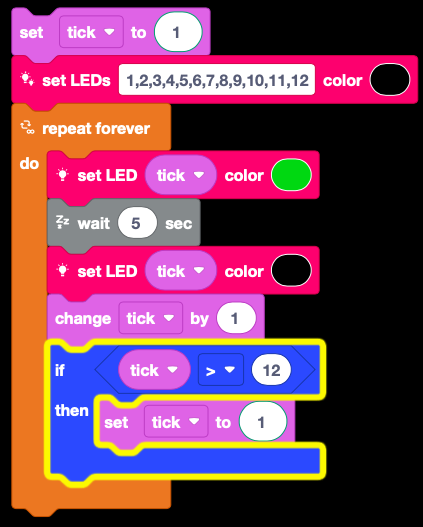 set tick to 1
set LEDs 1,2,3,4,5,6,7,8,9,10,11,12 color
repeat forever
do
set LED tick color
Zz wait 5 sec
set LED tick color
change tick by 1
if tick > 12
then set tick to 1